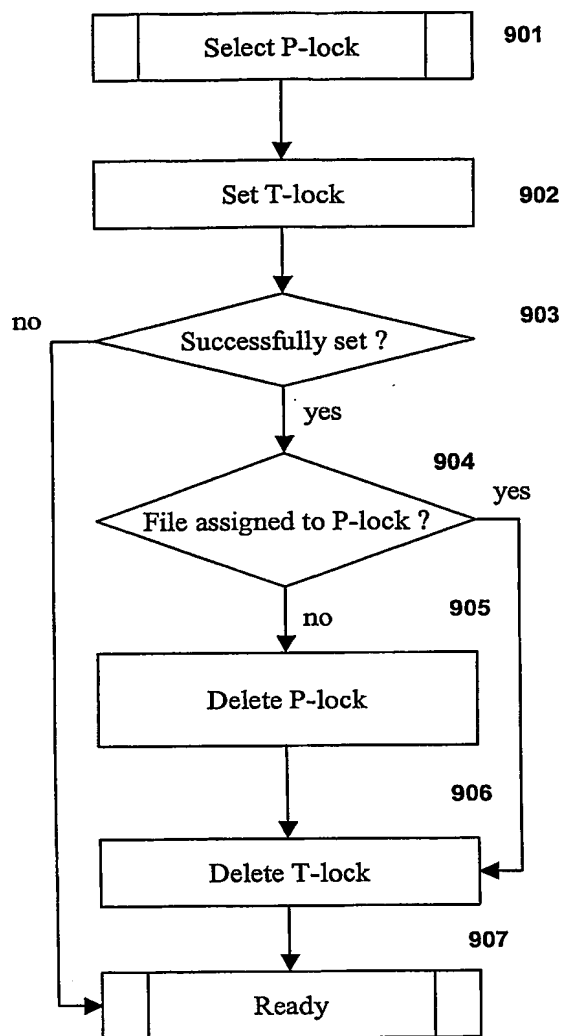 Select P-lock
901
Set T-lock
902
903
no
Successfully set ?
yes
904
yes
File assigned to P-lock ?
905
no
Delete P-lock
906
Delete T-lock
907
Ready